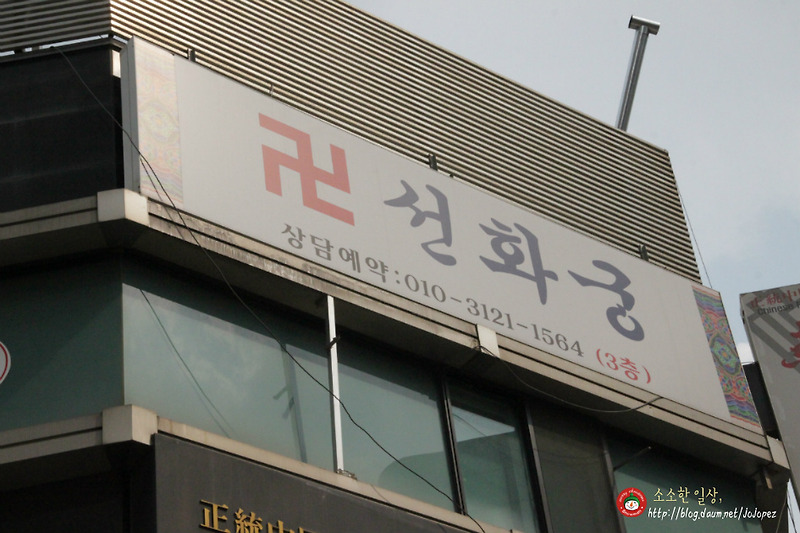 卍 선화궁
상담예약:010-3121-1564 (3층)
正統中
소소한 일상,
http://blog.daum.net/JoJopez